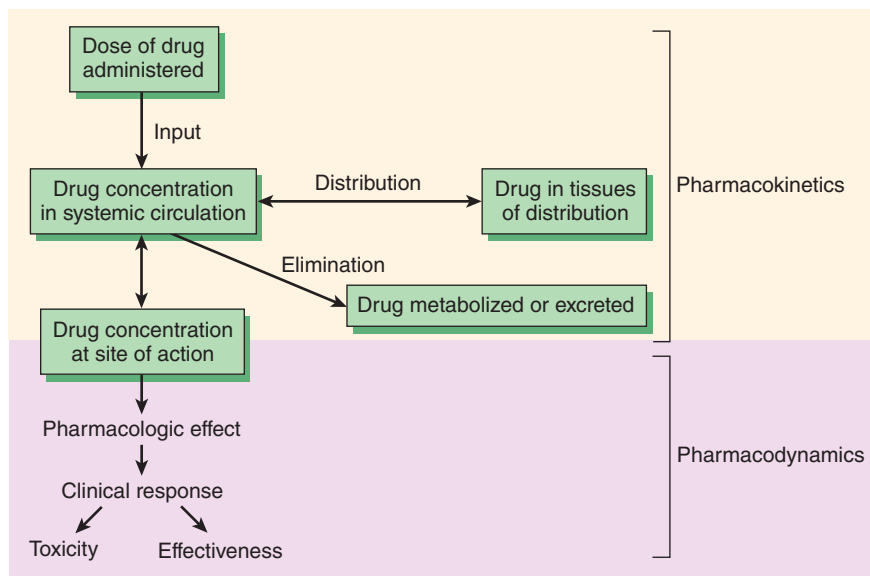 Dose of drug
administered
Input
Drug concentration
in systemic circulation
Distribution
Drug in tissues
of distribution
Pharmacokinetics
Elimination
Drug metabolized or excreted
Drug concentration
at site of action
Pharmacologic effect
Pharmacodynamics
Clinical response
Toxicity
Effectiveness